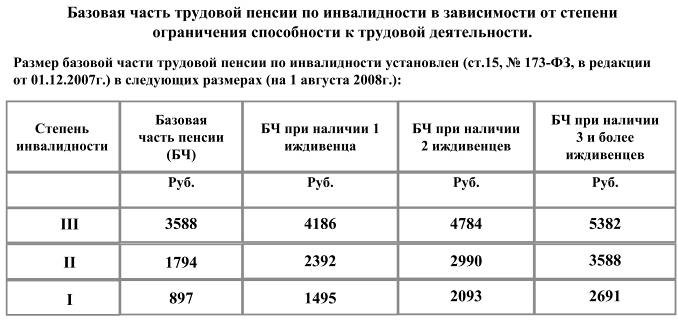 Базовая часть трудовой пенсии по инвалидности в зависимости от степени
ограничения способности к трудовой деятельности.
Размер базовой части трудовой пенсии по инвалидности установлен (ст.15, № 173-ФЗ, в редакции
от 01.12.2007г.) в следующих размерах (на 1 августа 2008г.):
Степень
инвалидности
Базовая
часть пенсии
(БЧ)
БЧ при наличии 1
иждивенца
БЧ при наличии
2 иждивенцев
БЧ при наличии
3 и более
иждивенцев
Руб. Руб. Руб. Руб.
III 3588 4186 4784 5382
II 1794 2392 2990 3588
I 897 1495 2093 2691